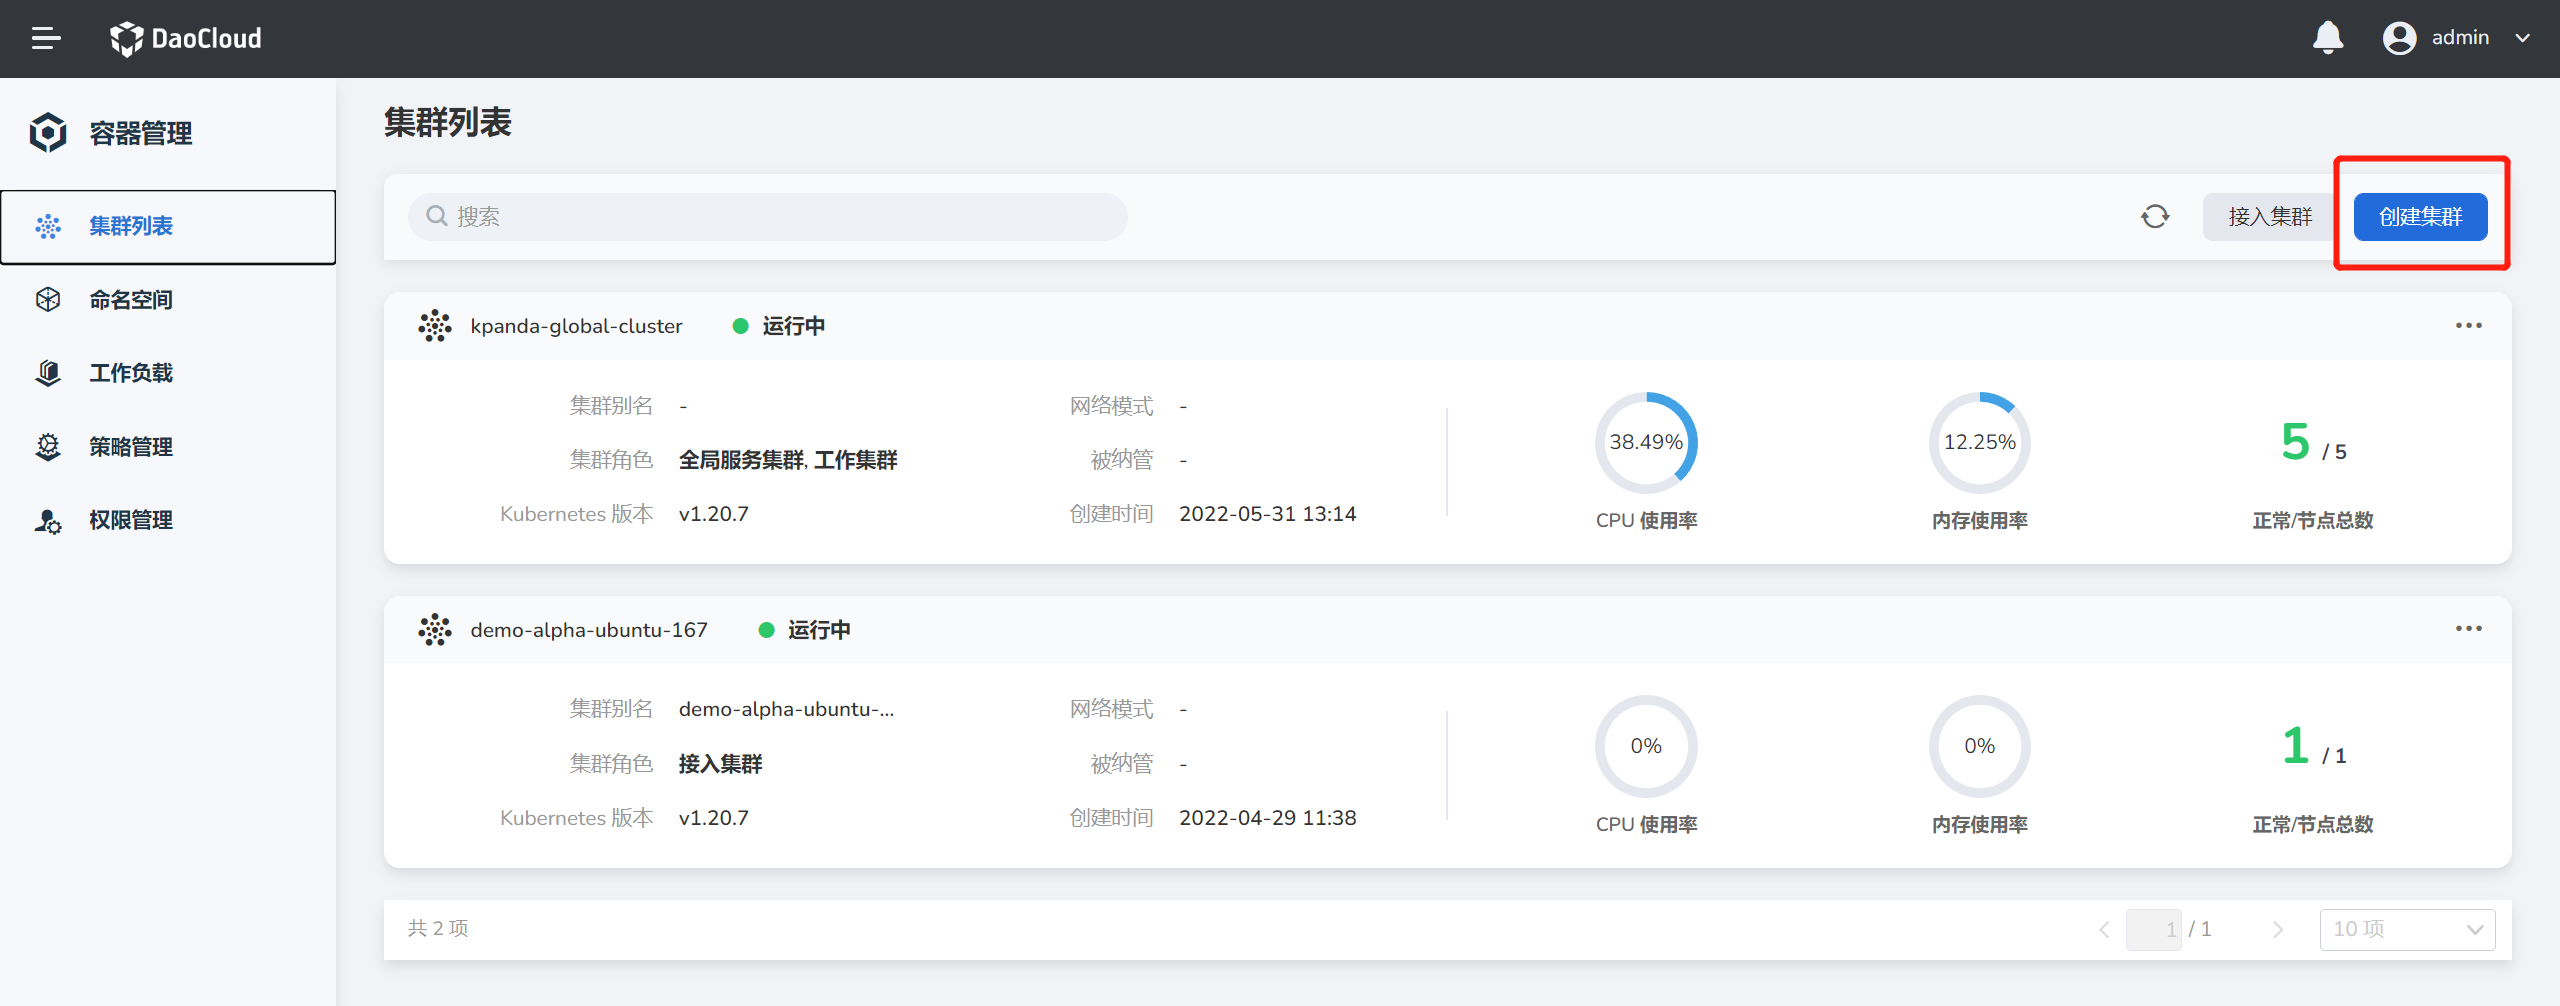 DaoCloud
admin
容器管理
集群列表
命名空间
工作负载
策略管理
权限管理
集群列表
搜索
接入集群
创建集群
kpanda-global-cluster
运行中
集群别名 -
网络模式 -
集群角色 全局服务集群, 工作集群
被纳管 -
Kubernetes 版本 v1.20.7
创建时间 2022-05-31 13:14
38.49%
CPU 使用率
12.25%
内存使用率
5 / 5
正常/节点总数
demo-alpha-ubuntu-167
运行中
集群别名 demo-alpha-ubuntu-...
网络模式 -
集群角色 接入集群
被纳管 -
Kubernetes 版本 v1.20.7
创建时间 2022-04-29 11:38
0%
CPU 使用率
0%
内存使用率
1 / 1
正常/节点总数
共 2 项
1 / 1
10 项